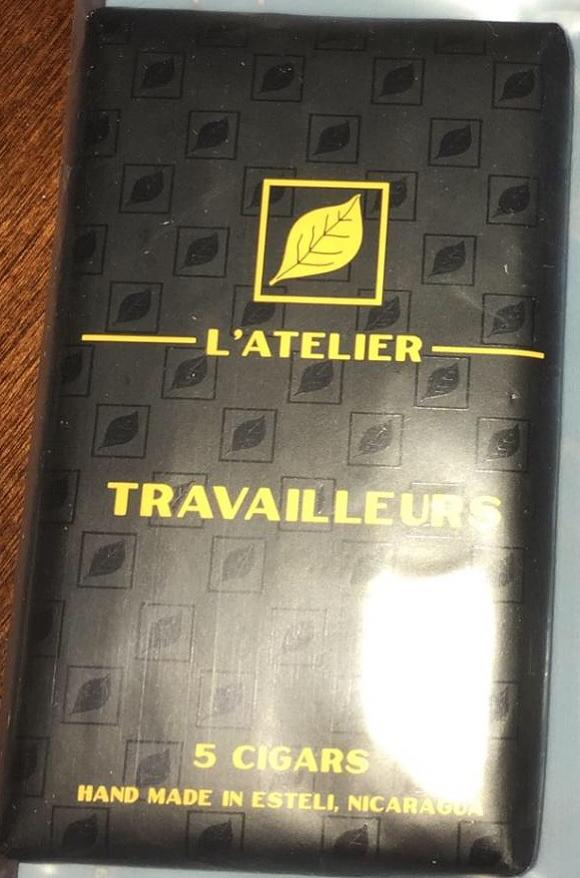 L'ATELIER
TRAVAILLEURS
5 CIGARS
HAND MADE IN ESTELI, NICARAGUA